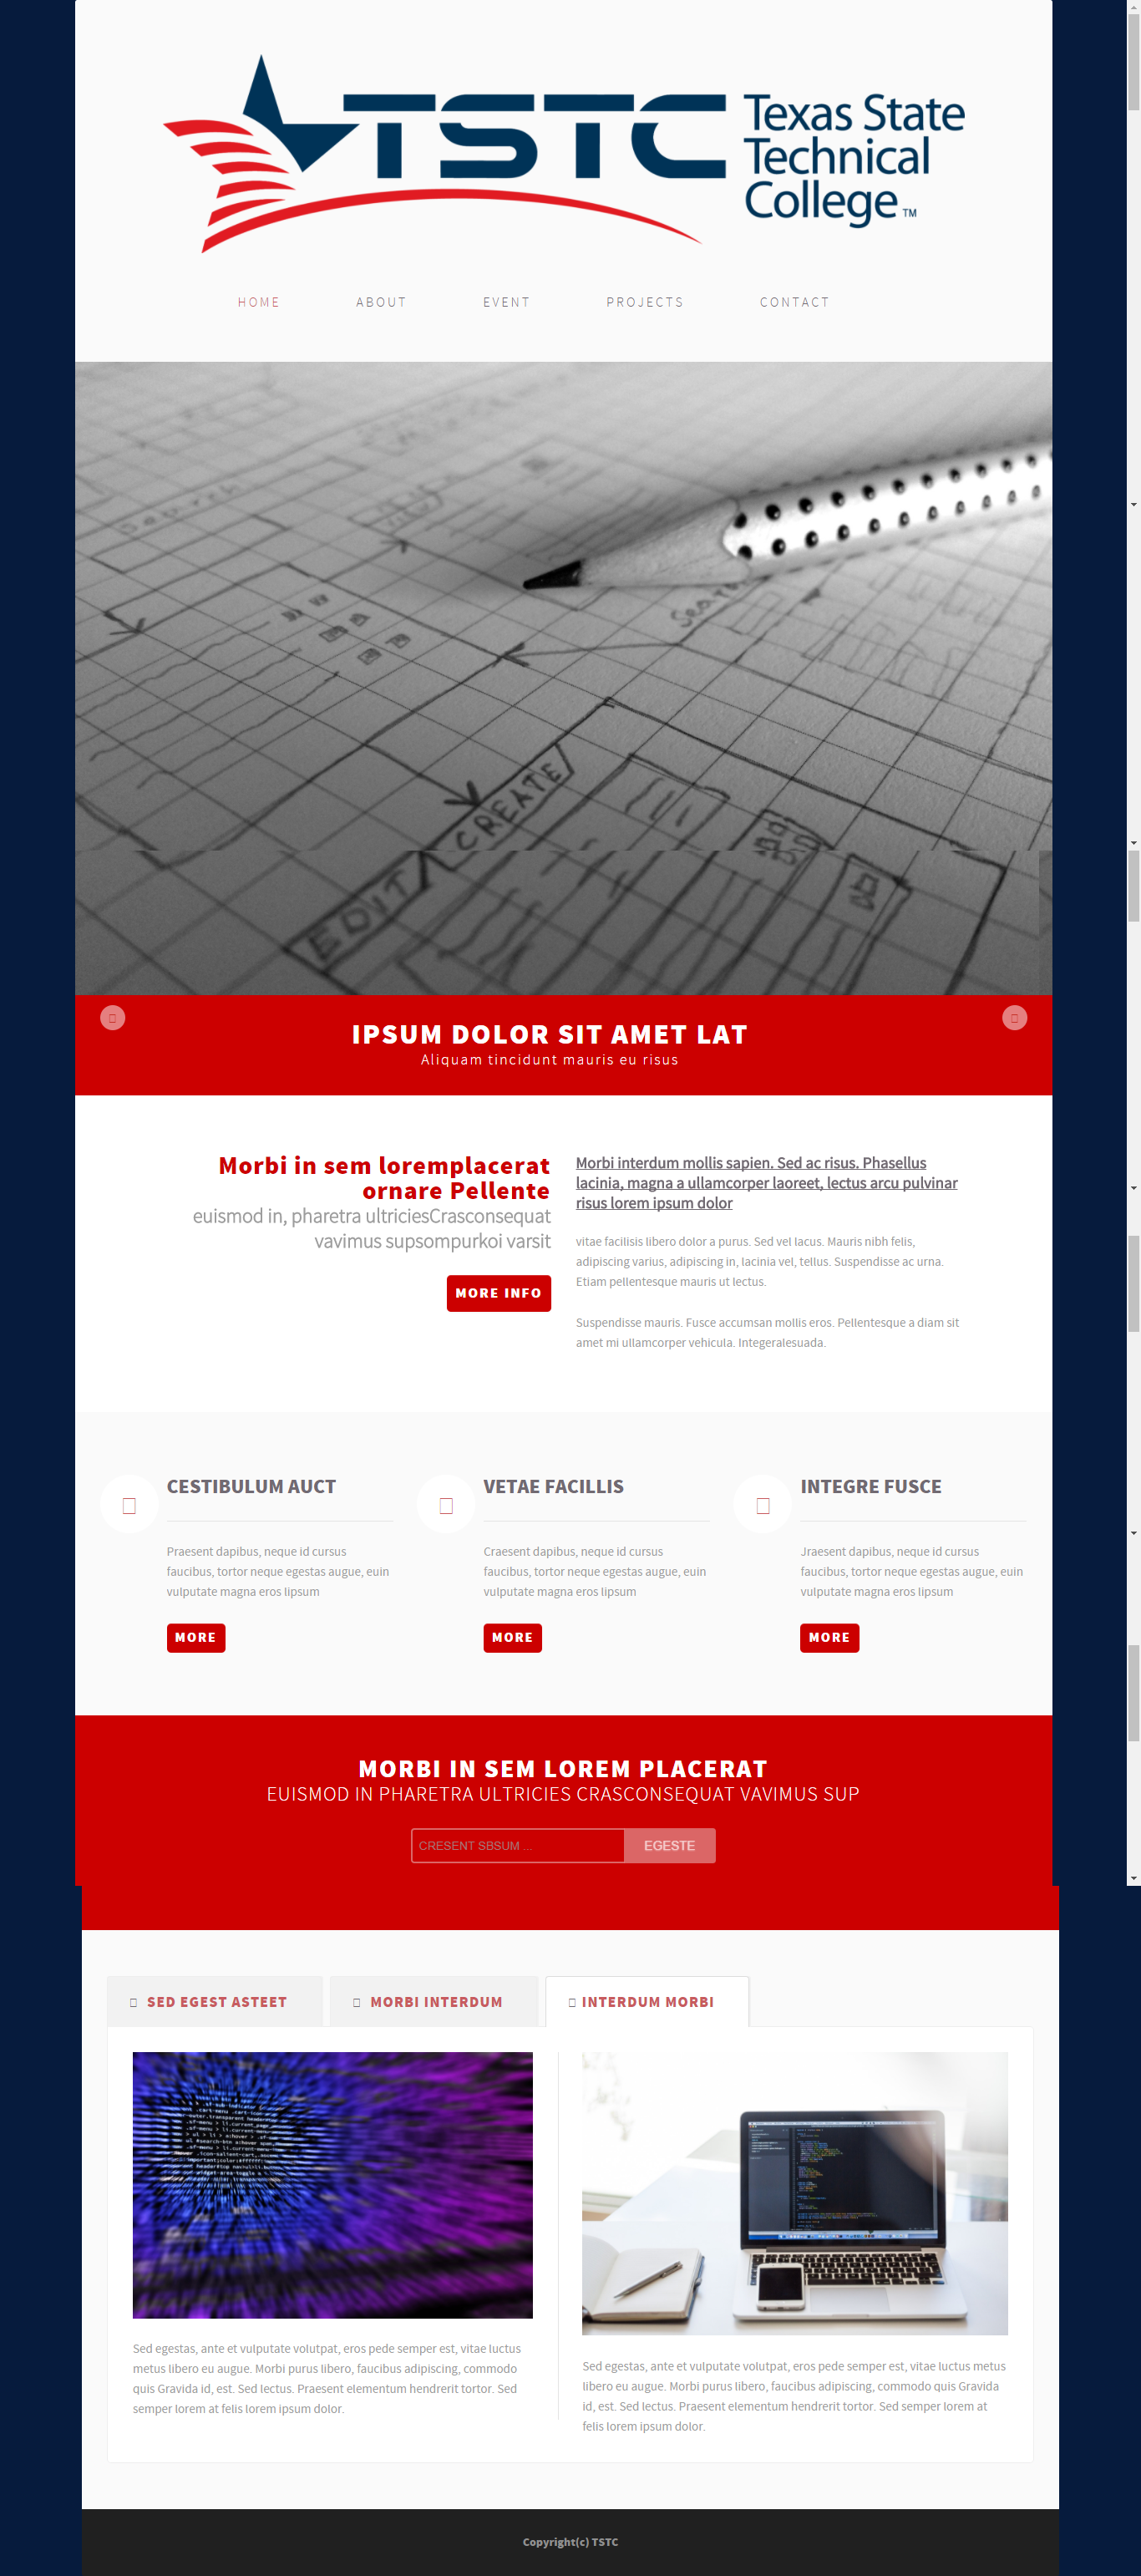 TSTC
Texas State
Technical
College ™
HOME ABOUT EVENT PROJECTS CONTACT
CREATE
EDIT
IPSUM DOLOR SIT AMET LAT
Aliquam tincidunt mauris eu risus
Morbi in sem loremplacerat
ornare Pellente
euismod in, pharetra ultriciesCrasconsequat
vavimus supsompurkoi varsit
MORE INFO
Morbi interdum mollis sapien. Sed ac risus. Phasellus
lacinia, magna a ullamcorper laoreet, lectus arcu pulvinar
risus lorem ipsum dolor
vitae facilisis libero dolor a purus. Sed vel lacus. Mauris nibh felis,
adipiscing varius, adipiscing in, lacinia vel, tellus. Suspendisse ac urna.
Etiam pellentesque mauris ut lectus.
Suspendisse mauris. Fusce accumsan mollis eros. Pellentesque a diam sit
amet mi ullamcorper vehicula. Integeralesuada.
CESTIBULUM AUCT
Praesent dapibus, neque id cursus
faucibus, tortor neque egestas augue, euin
vulputate magna eros lipsum
MORE
VETAE FACILLIS
Craesent dapibus, neque id cursus
faucibus, tortor neque egestas augue, euin
vulputate magna eros lipsum
MORE
INTEGRE FUSCE
Jraesent dapibus, neque id cursus
faucibus, tortor neque egestas augue, euin
vulputate magna eros lipsum
MORE
MORBI IN SEM LOREM PLACERAT
EUISMOD IN PHARETRA ULTRICIES CRASCONSEQUAT VAVIMUS SUP
CRESENT SBSUM ... EGESTE
SED EGEST ASTEET MORBI INTERDUM INTERDUM MORBI
Sed egestas, ante et vulputate volutpat, eros pede semper est, vitae luctus
metus libero eu augue. Morbi purus libero, faucibus adipiscing, commodo
quis Gravida id, est. Sed lectus. Praesent elementum hendrerit tortor. Sed
semper lorem at felis lorem ipsum dolor.
Sed egestas, ante et vulputate volutpat, eros pede semper est, vitae luctus metus
libero eu augue. Morbi purus libero, faucibus adipiscing, commodo quis Gravida
id, est. Sed lectus. Praesent elementum hendrerit tortor. Sed semper lorem at
felis lorem ipsum dolor.
Copyright(c) TSTC